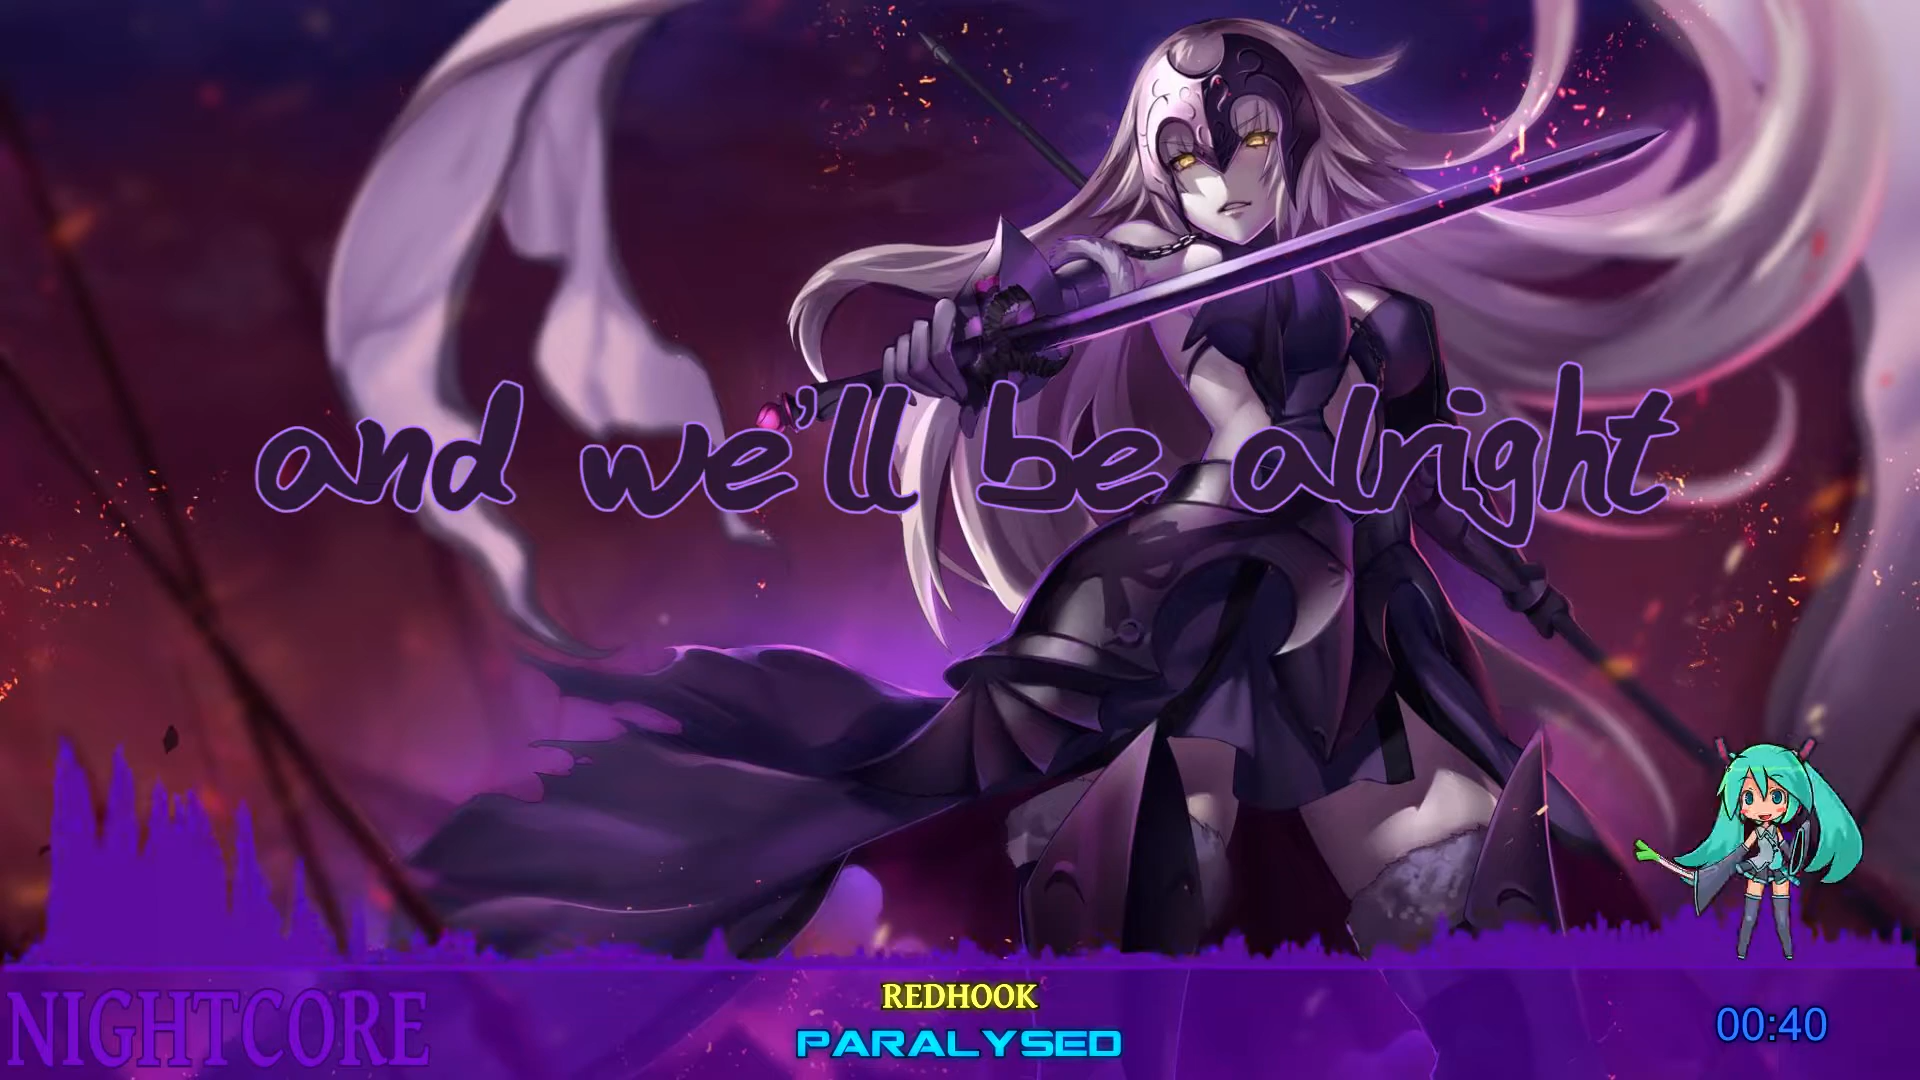 and we'll be alright
NIGHTCORE
REDHOOK
PARALYSED
00:40